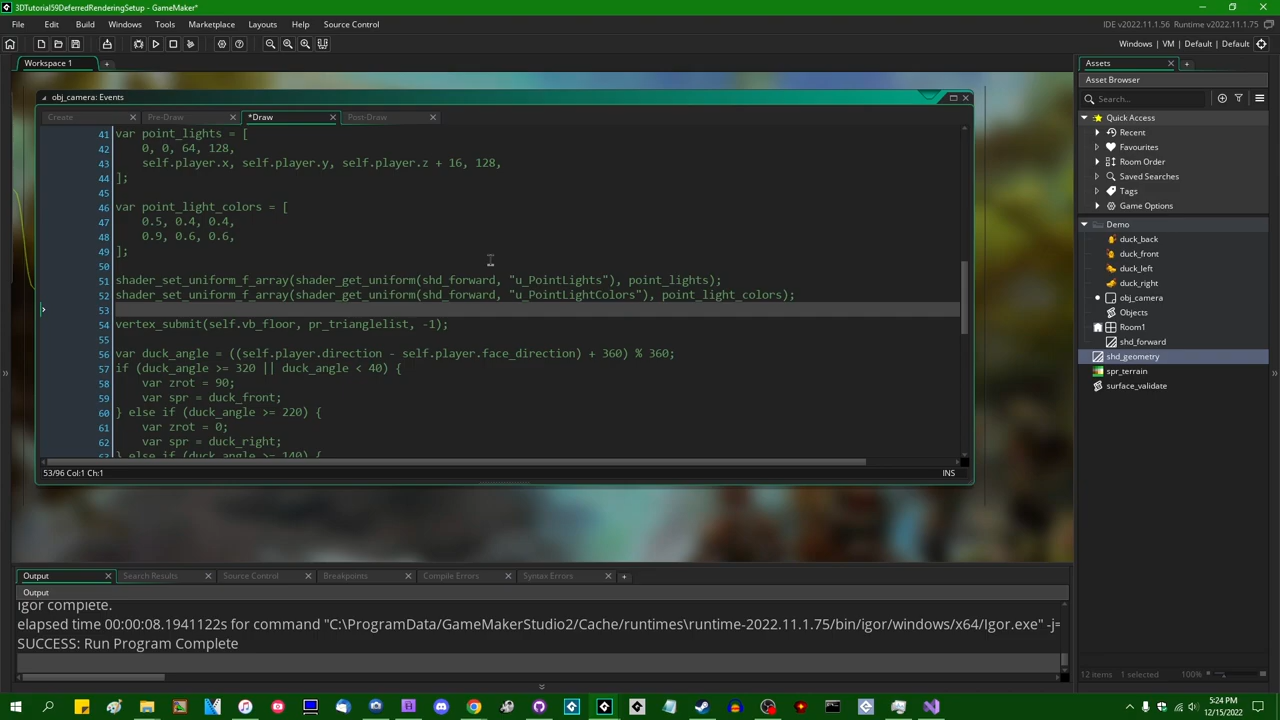 3DTutorial59DeferredRenderingSetup - GameMaker*
File Edit Build Windows Tools Marketplace Layouts Help Source Control
IDE v2022.11.1.56 Runtime v2022.11.1.75
Windows | VM | Default | Default
Workspace 1
obj_camera: Events
Create Pre-Draw *Draw Post-Draw
41 var point_lights = [
42 0, 0, 64, 128,
43 self.player.x, self.player.y, self.player.z + 16, 128,
44 ];
45
46 var point_light_colors = [
47 0.5, 0.4, 0.4,
48 0.9, 0.6, 0.6,
49 ];
50
51 shader_set_uniform_f_array(shader_get_uniform(shd_forward, "u_PointLights"), point_lights);
52 shader_set_uniform_f_array(shader_get_uniform(shd_forward, "u_PointLightColors"), point_light_colors);
53
54 vertex_submit(self.vb_floor, pr_trianglelist, -1);
55
56 var duck_angle = ((self.player.direction - self.player.face_direction) + 360) % 360;
57 if (duck_angle >= 320 || duck_angle < 40) {
58 var zrot = 90;
59 var spr = duck_front;
60 } else if (duck_angle >= 220) {
61 var zrot = 0;
62 var spr = duck_right;
63 } else if (duck_angle >= 140) {
53/96 Col:1 Ch:1
INS
Assets
Asset Browser
Search...
Quick Access
Recent
Favourites
Room Order
Saved Searches
Tags
Game Options
Demo
duck_back
duck_front
duck_left
duck_right
obj_camera
Objects
Room1
shd_forward
shd_geometry
spr_terrain
surface_validate
12 items 1 selected 100%
Output Search Results Source Control Breakpoints Compile Errors Syntax Errors
Output
Igor complete.
elapsed time 00:00:08.1941122s for command "C:\ProgramData/GameMakerStudio2/Cache/runtimes\runtime-2022.11.1.75/bin/igor/windows/x64/Igor.exe" -j=
SUCCESS: Run Program Complete
5:24 PM
12/15/2022